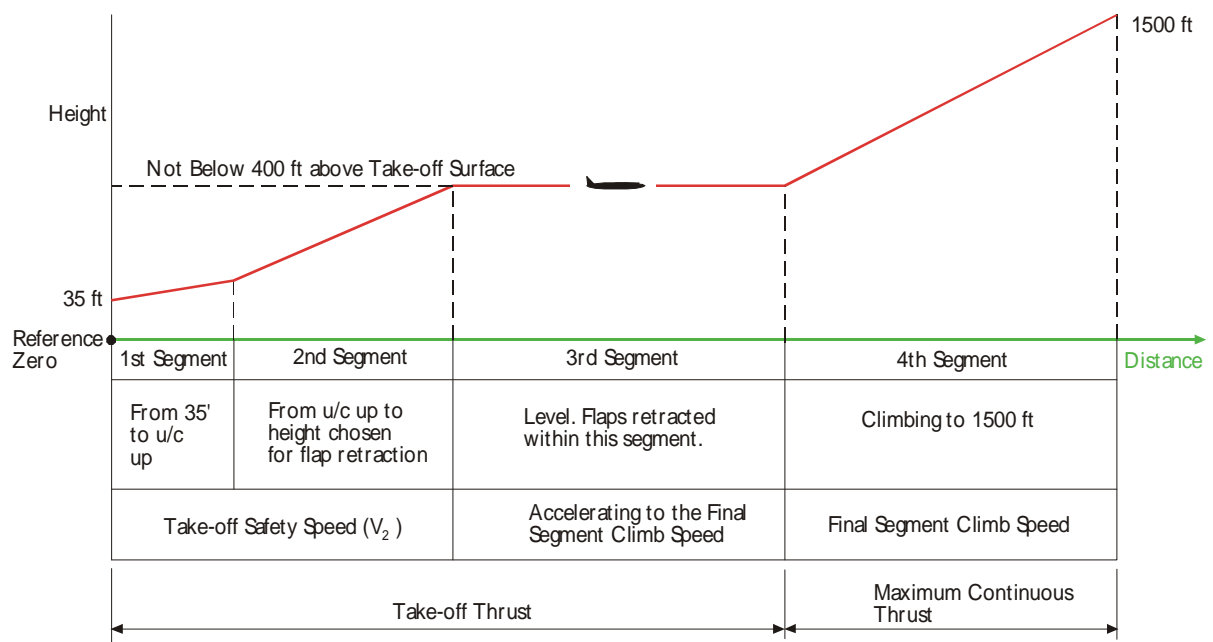 1500 ft
Height
Not Below 400 ft above Take-off Surface
35 ft
Reference
Zero
1st Segment
2nd Segment
3rd Segment
4th Segment
Distance
From 35'
to u/c
up
From u/c up to
height chosen
for flap retraction
Level. Flaps retracted
within this segment.
Climbing to 1500 ft
Take-off Safety Speed (V₂ )
Accelerating to the Final
Segment Climb Speed
Final Segment Climb Speed
Take-off Thrust
Maximum Continuous
Thrust